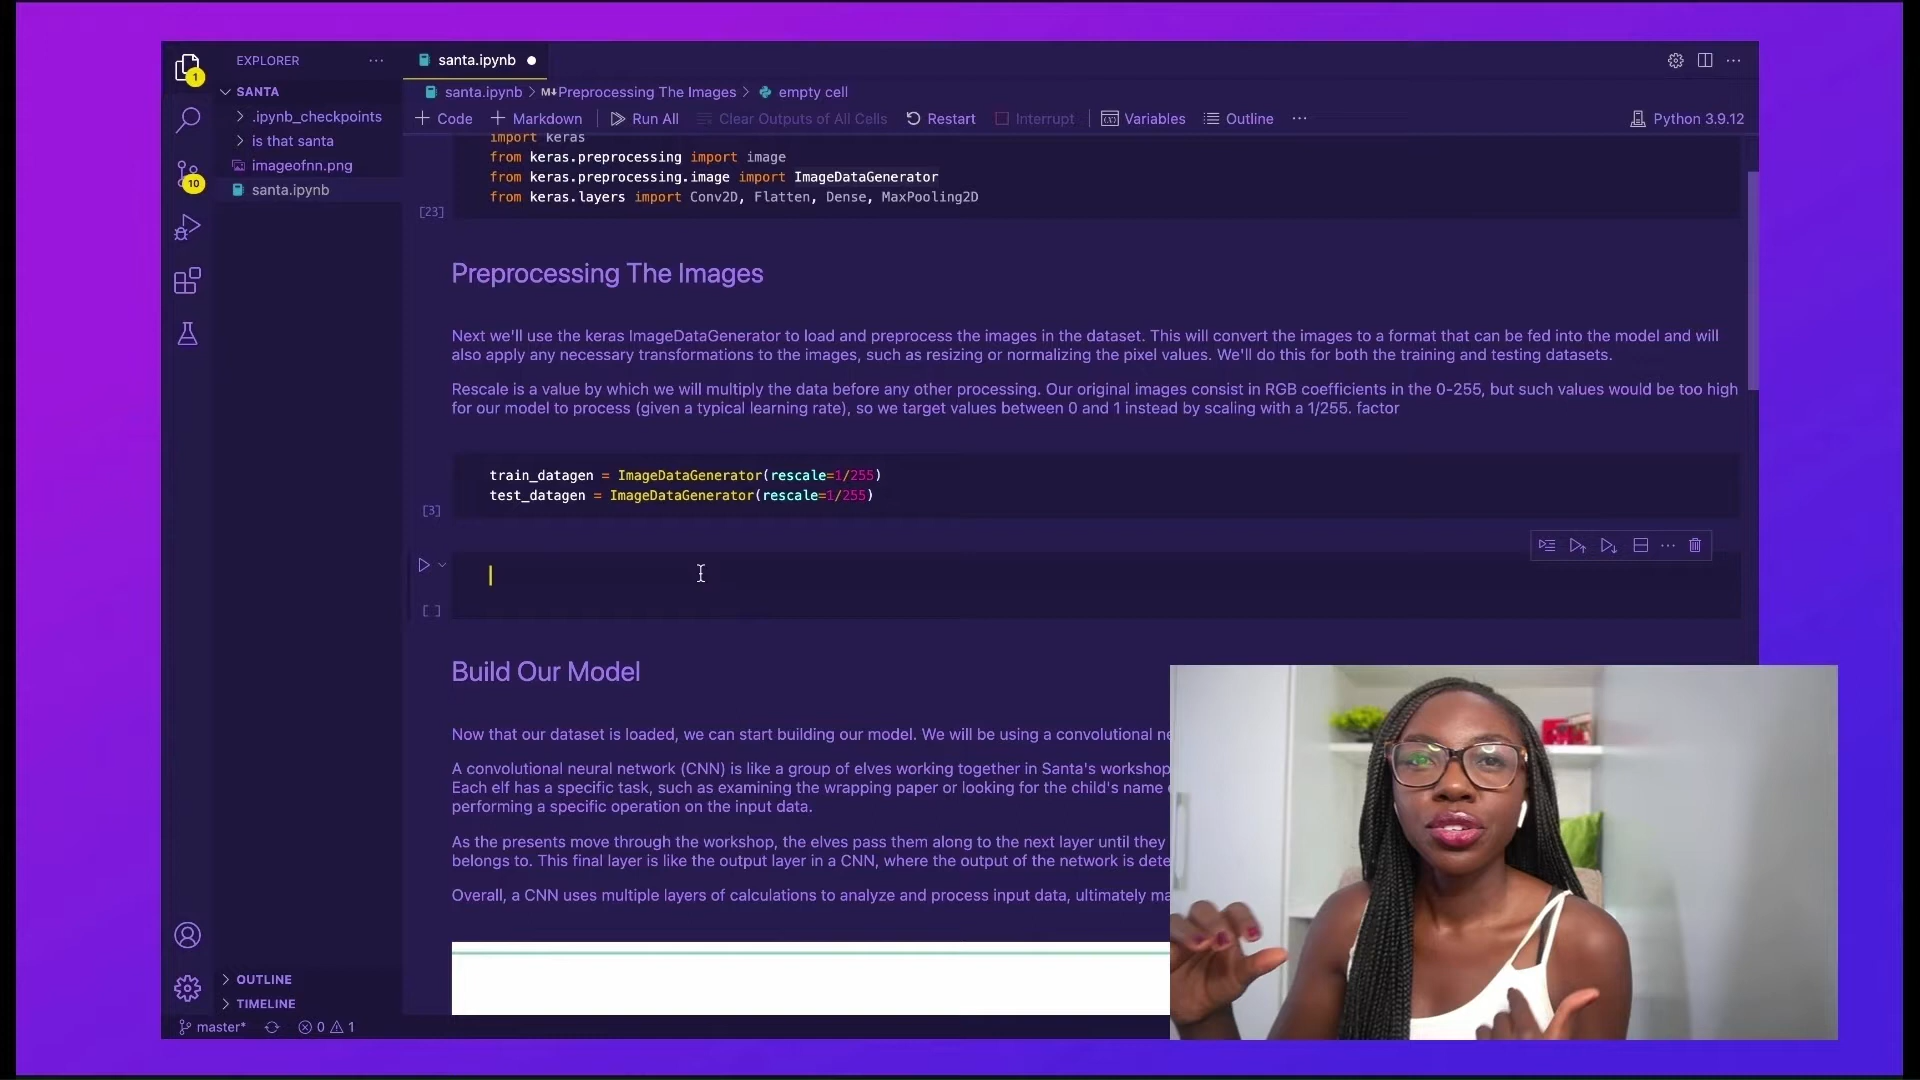 EXPLORER
SANTA
.ipynb_checkpoints
is that santa
imageofnn.png
santa.ipynb
OUTLINE
TIMELINE
1
10
master*
0
1
santa.ipynb
santa.ipynb > M↓Preprocessing The Images > empty cell
+ Code + Markdown Run All Clear Outputs of All Cells Restart Interrupt Variables Outline ··· Python 3.9.12
import keras
from keras.preprocessing import image
from keras.preprocessing.image import ImageDataGenerator
from keras.layers import Conv2D, Flatten, Dense, MaxPooling2D
[23]
Preprocessing The Images
Next we'll use the keras ImageDataGenerator to load and preprocess the images in the dataset. This will convert the images to a format that can be fed into the model and will
also apply any necessary transformations to the images, such as resizing or normalizing the pixel values. We'll do this for both the training and testing datasets.
Rescale is a value by which we will multiply the data before any other processing. Our original images consist in RGB coefficients in the 0-255, but such values would be too high
for our model to process (given a typical learning rate), so we target values between 0 and 1 instead by scaling with a 1/255. factor
train_datagen = ImageDataGenerator(rescale=1/255)
test_datagen = ImageDataGenerator(rescale=1/255)
[3]
[ ]
Build Our Model
Now that our dataset is loaded, we can start building our model. We will be using a convolutional ne
A convolutional neural network (CNN) is like a group of elves working together in Santa's workshop
Each elf has a specific task, such as examining the wrapping paper or looking for the child's name
performing a specific operation on the input data.
As the presents move through the workshop, the elves pass them along to the next layer until they
belongs to. This final layer is like the output layer in a CNN, where the output of the network is dete
Overall, a CNN uses multiple layers of calculations to analyze and process input data, ultimately ma